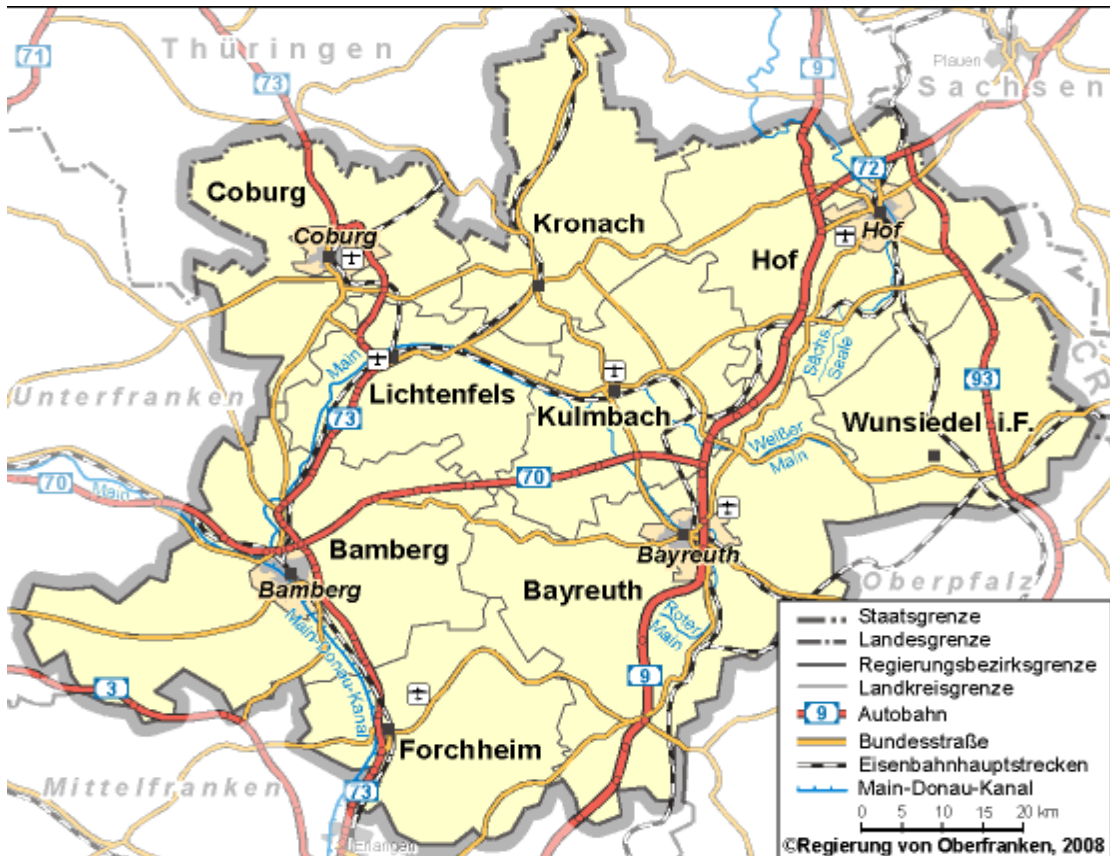 Thüringen
71
73
9
Plauen
Sachsen
72
Coburg
Coburg
Kronach
Hof
Hof
ČR
Main
Sächs.
Saale
Unterfranken
Lichtenfels
73
Kulmbach
93
Wunsiedel i.F.
Weißer
Main
70
Main
70
Bamberg
Bamberg
Bayreuth
Bayreuth
Oberpfalz
Roter
Main
Main-Donau-Kanal
3
9
Forchheim
Mittelfranken
73
Erlangen
Staatsgrenze
Landesgrenze
Regierungsbezirksgrenze
Landkreisgrenze
9 Autobahn
Bundesstraße
Eisenbahnhauptstrecken
Main-Donau-Kanal
0 5 10 15 20 km
©Regierung von Oberfranken, 2008